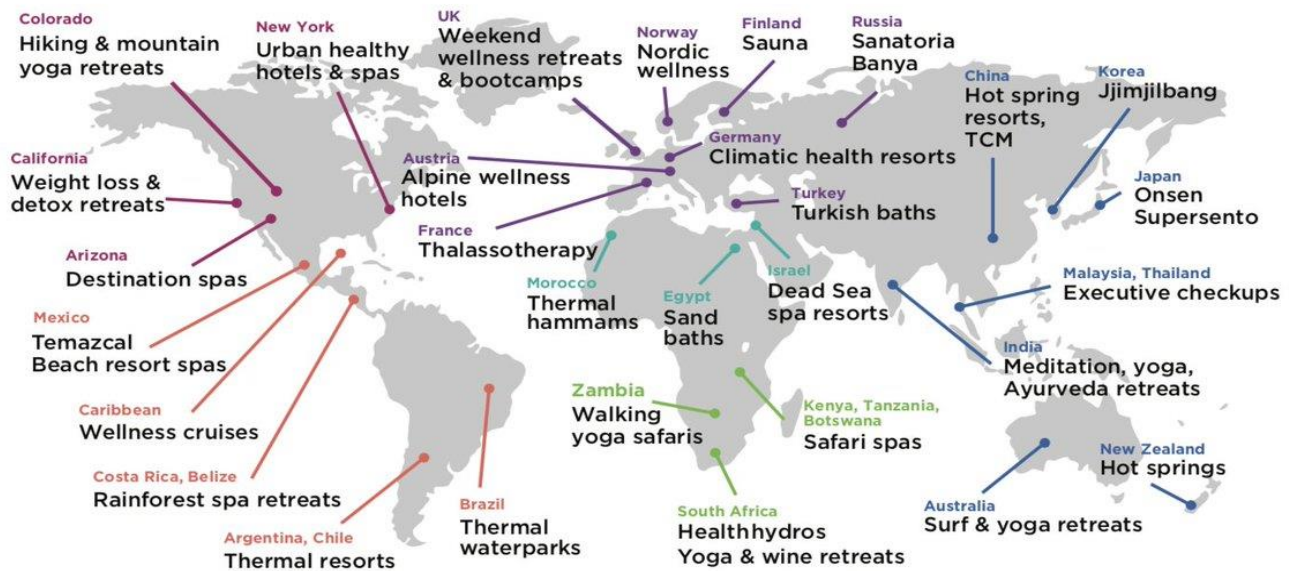 Colorado
Hiking & mountain
yoga retreats
New York
Urban healthy
hotels & spas
UK
Weekend
wellness retreats
& bootcamps
Norway
Nordic
wellness
Finland
Sauna
Russia
Sanatoria
Banya
China
Hot spring
resorts,
TCM
Korea
Jjimjilbang
California
Weight loss &
detox retreats
Austria
Alpine wellness
hotels
Germany
Climatic health resorts
Japan
Onsen
Supersento
Turkey
Turkish baths
France
Thalassotherapy
Arizona
Destination spas
Morocco
Thermal
hammams
Egypt
Sand
baths
Israel
Dead Sea
spa resorts
Malaysia, Thailand
Executive checkups
Mexico
Temazcal
Beach resort spas
India
Meditation, yoga,
Ayurveda retreats
Caribbean
Wellness cruises
Zambia
Walking
yoga safaris
Kenya, Tanzania,
Botswana
Safari spas
Costa Rica, Belize
Rainforest spa retreats
New Zealand
Hot springs
Argentina, Chile
Thermal resorts
Brazil
Thermal
waterparks
South Africa
Healthhydros
Yoga & wine retreats
Australia
Surf & yoga retreats